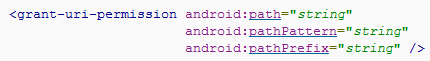 <grant-uri-permission android:path="string"
android:pathPattern="string"
android:pathPrefix="string" />